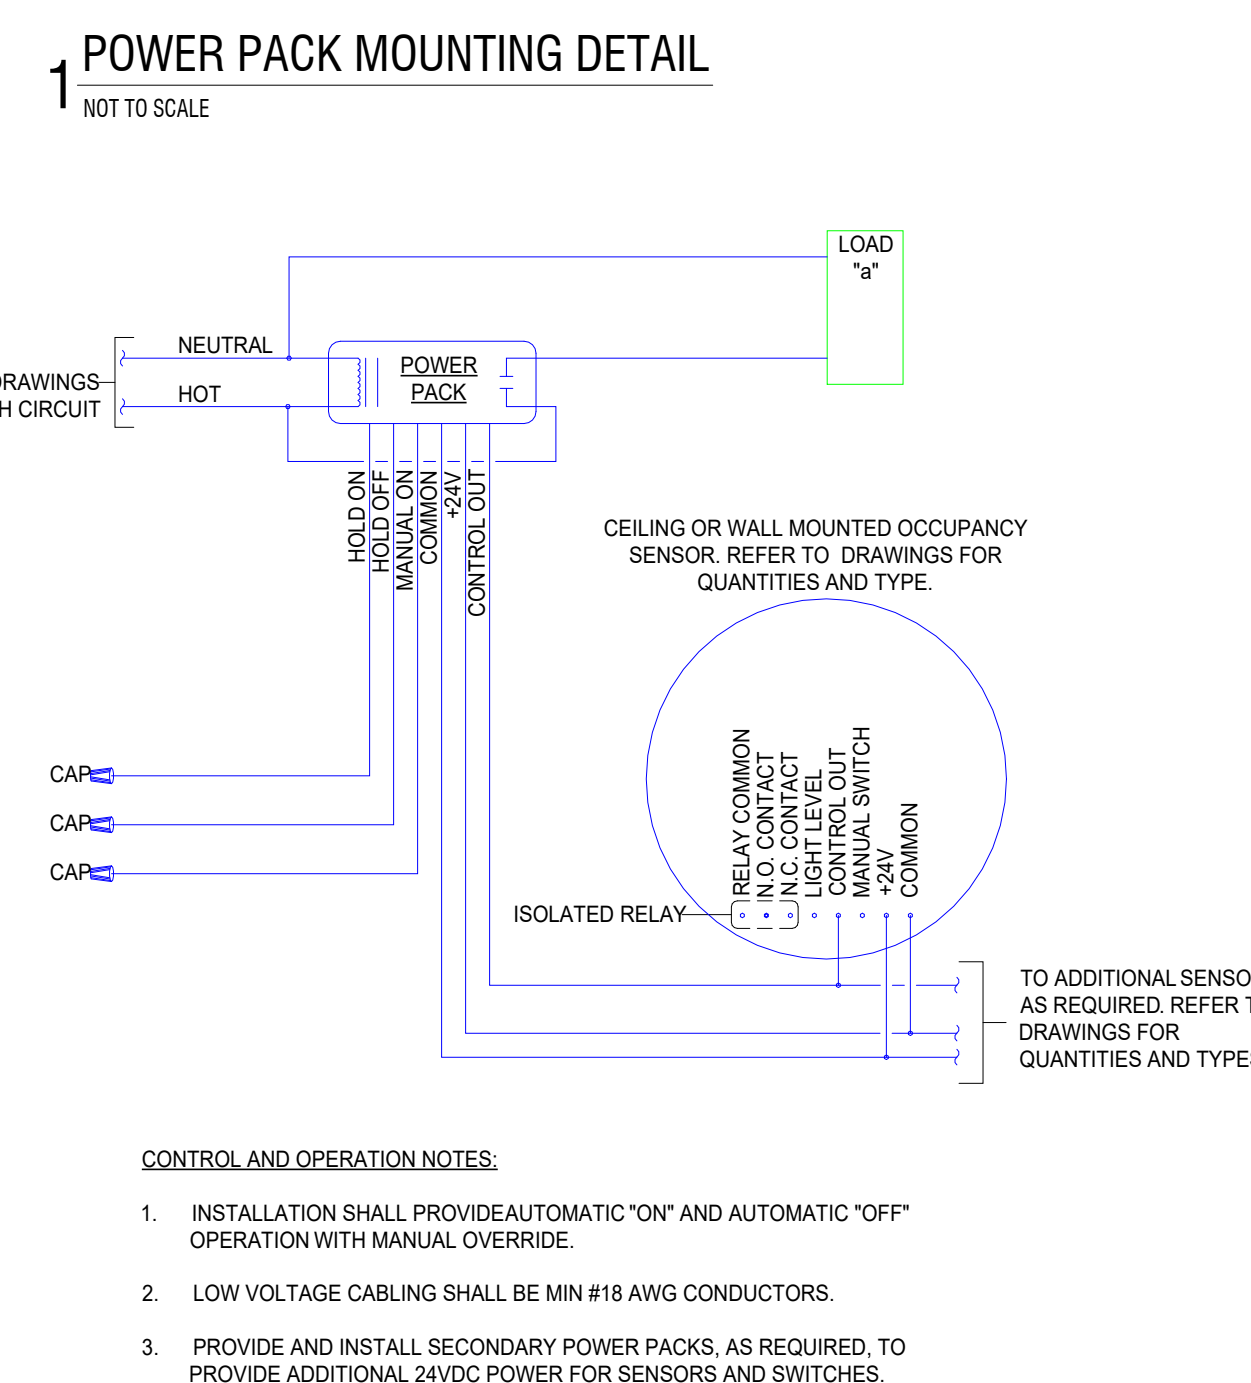 1 POWER PACK MOUNTING DETAIL
NOT TO SCALE
LOAD
"a"
NEUTRAL
HOT
DRAWINGS
CIRCUIT
POWER
PACK
HOLD ON
HOLD OFF
MANUAL ON
COMMON
+24V
CONTROL OUT
CEILING OR WALL MOUNTED OCCUPANCY
SENSOR. REFER TO DRAWINGS FOR
QUANTITIES AND TYPE.
CAP
CAP
CAP
RELAY COMMON
N.O. CONTACT
N.C. CONTACT
LIGHT LEVEL
CONTROL OUT
MANUAL SWITCH
+24V
COMMON
ISOLATED RELAY
TO ADDITIONAL
AS REQUIRED. REFER
DRAWINGS FOR
QUANTITIES AND
CONTROL AND OPERATION NOTES:
1. INSTALLATION SHALL PROVIDEAUTOMATIC "ON" AND AUTOMATIC "OFF"
OPERATION WITH MANUAL OVERRIDE.
2. LOW VOLTAGE CABLING SHALL BE MIN #18 AWG CONDUCTORS.
3. PROVIDE AND INSTALL SECONDARY POWER PACKS, AS REQUIRED, TO
PROVIDE ADDITIONAL 24VDC POWER FOR SENSORS AND SWITCHES.